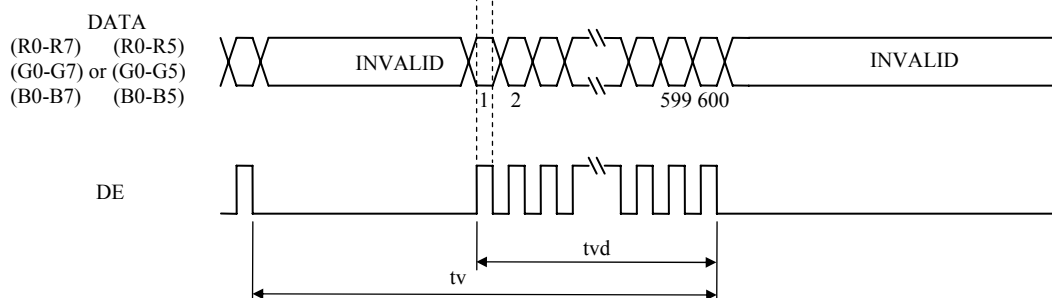 DATA
(R0-R7) (R0-R5)
(G0-G7) or (G0-G5)
(B0-B7) (B0-B5)
INVALID
INVALID
1 2 599 600
DE
tvd
tv